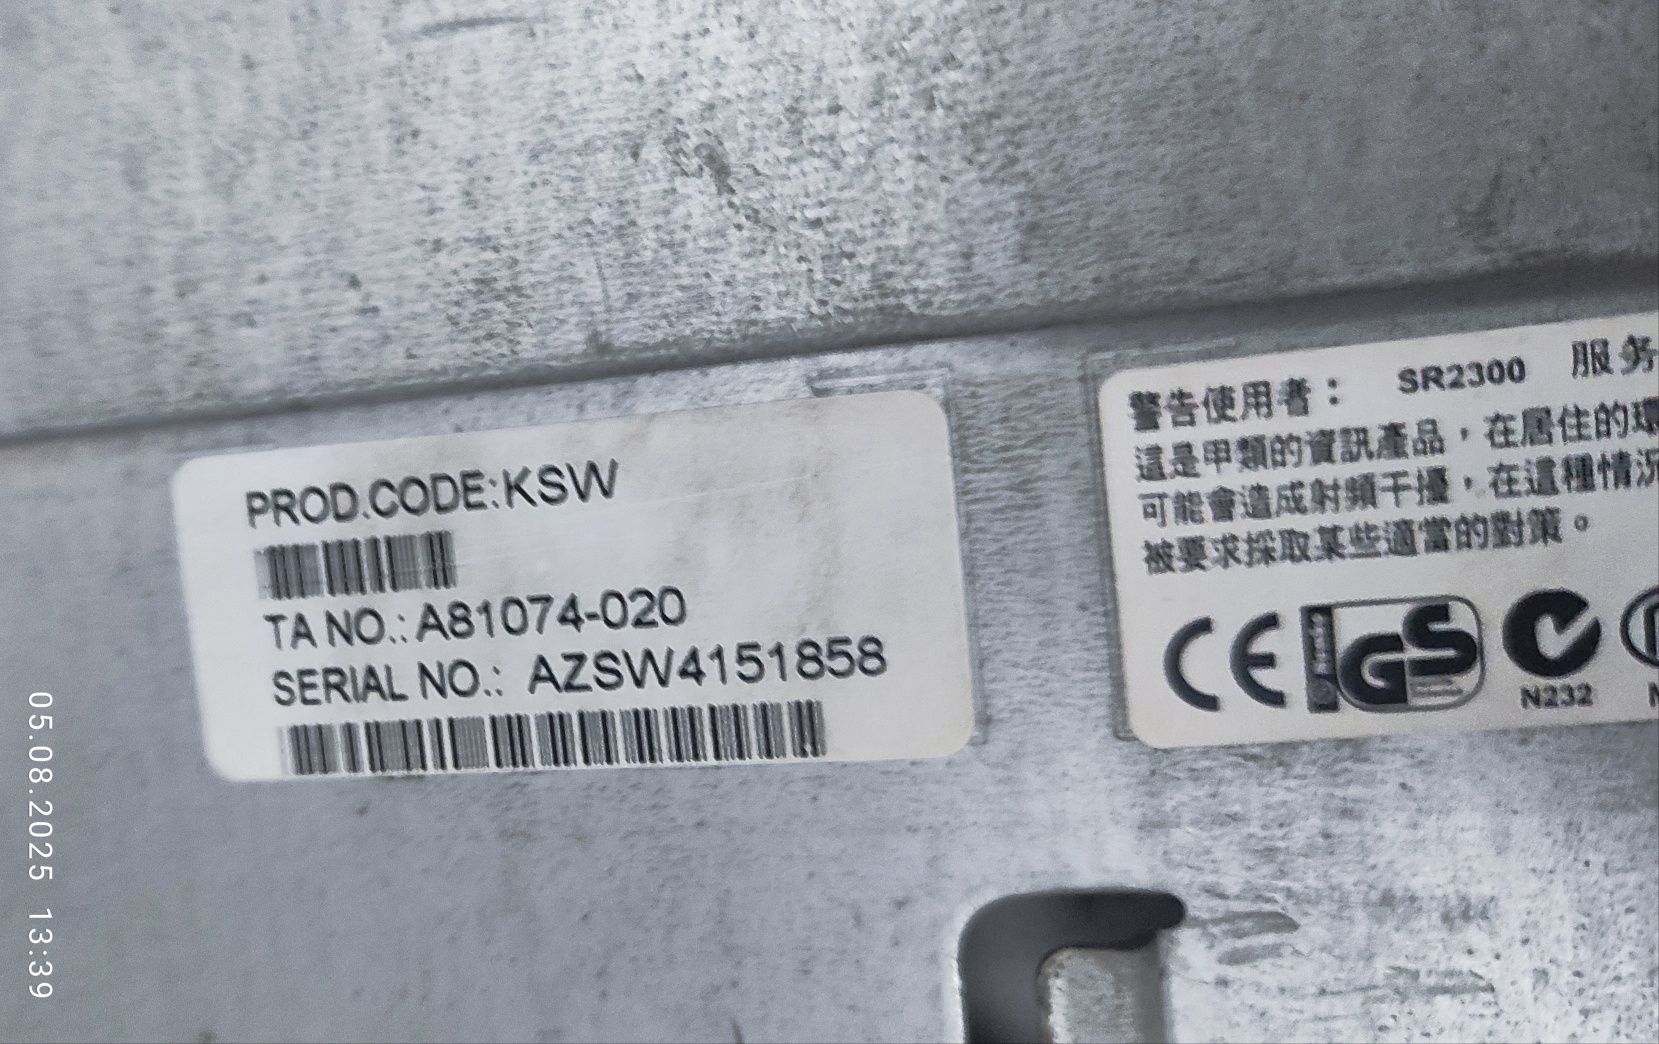 PROD.CODE:KSW
TA NO.: A81074-020
SERIAL NO.: AZSW4151858
警告使用者： SR2300 服务
這是甲類的資訊產品，在居住的環
可能會造成射頻干擾，在這種情況
被要求採取某些適當的對策。
CE GS
N232
05.08.2025 13:39